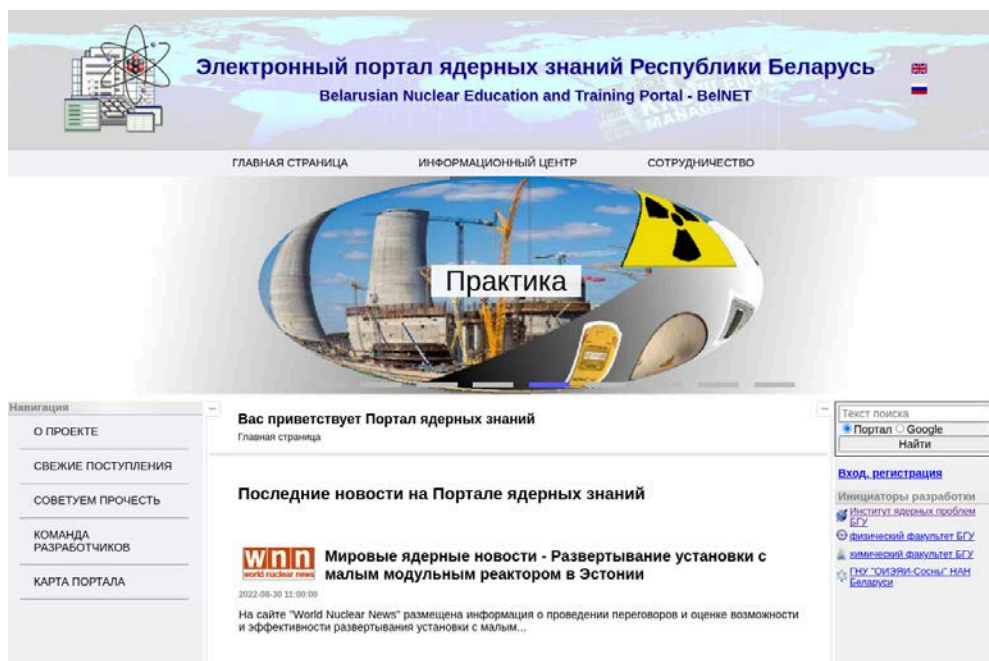 Электронный портал ядерных знаний Республики Беларусь
Belarusian Nuclear Education and Training Portal - BelNET
MANAGEMENT
ГЛАВНАЯ СТРАНИЦА
ИНФОРМАЦИОННЫЙ ЦЕНТР
СОТРУДНИЧЕСТВО
Практика
Навигация
О ПРОЕКТЕ
СВЕЖИЕ ПОСТУПЛЕНИЯ
СОВЕТУЕМ ПРОЧЕСТЬ
КОМАНДА
РАЗРАБОТЧИКОВ
КАРТА ПОРТАЛА
Вас приветствует Портал ядерных знаний
Главная страница
Последние новости на Портале ядерных знаний
wnn
world nuclear news
Мировые ядерные новости - Развертывание установки с
малым модульным реактором в Эстонии
2022-08-30 11:00:00
На сайте "World Nuclear News" размещена информация о проведении переговоров и оценке возможности
и эффективности развертывания установки с малым...
Текст поиска
Портал Google
Найти
Вход, регистрация
Инициаторы разработки
Институт ядерных проблем
БГУ
физический факультет БГУ
химический факультет БГУ
ГНУ "ОИЭЯИ-Сосны" НАН
Беларуси